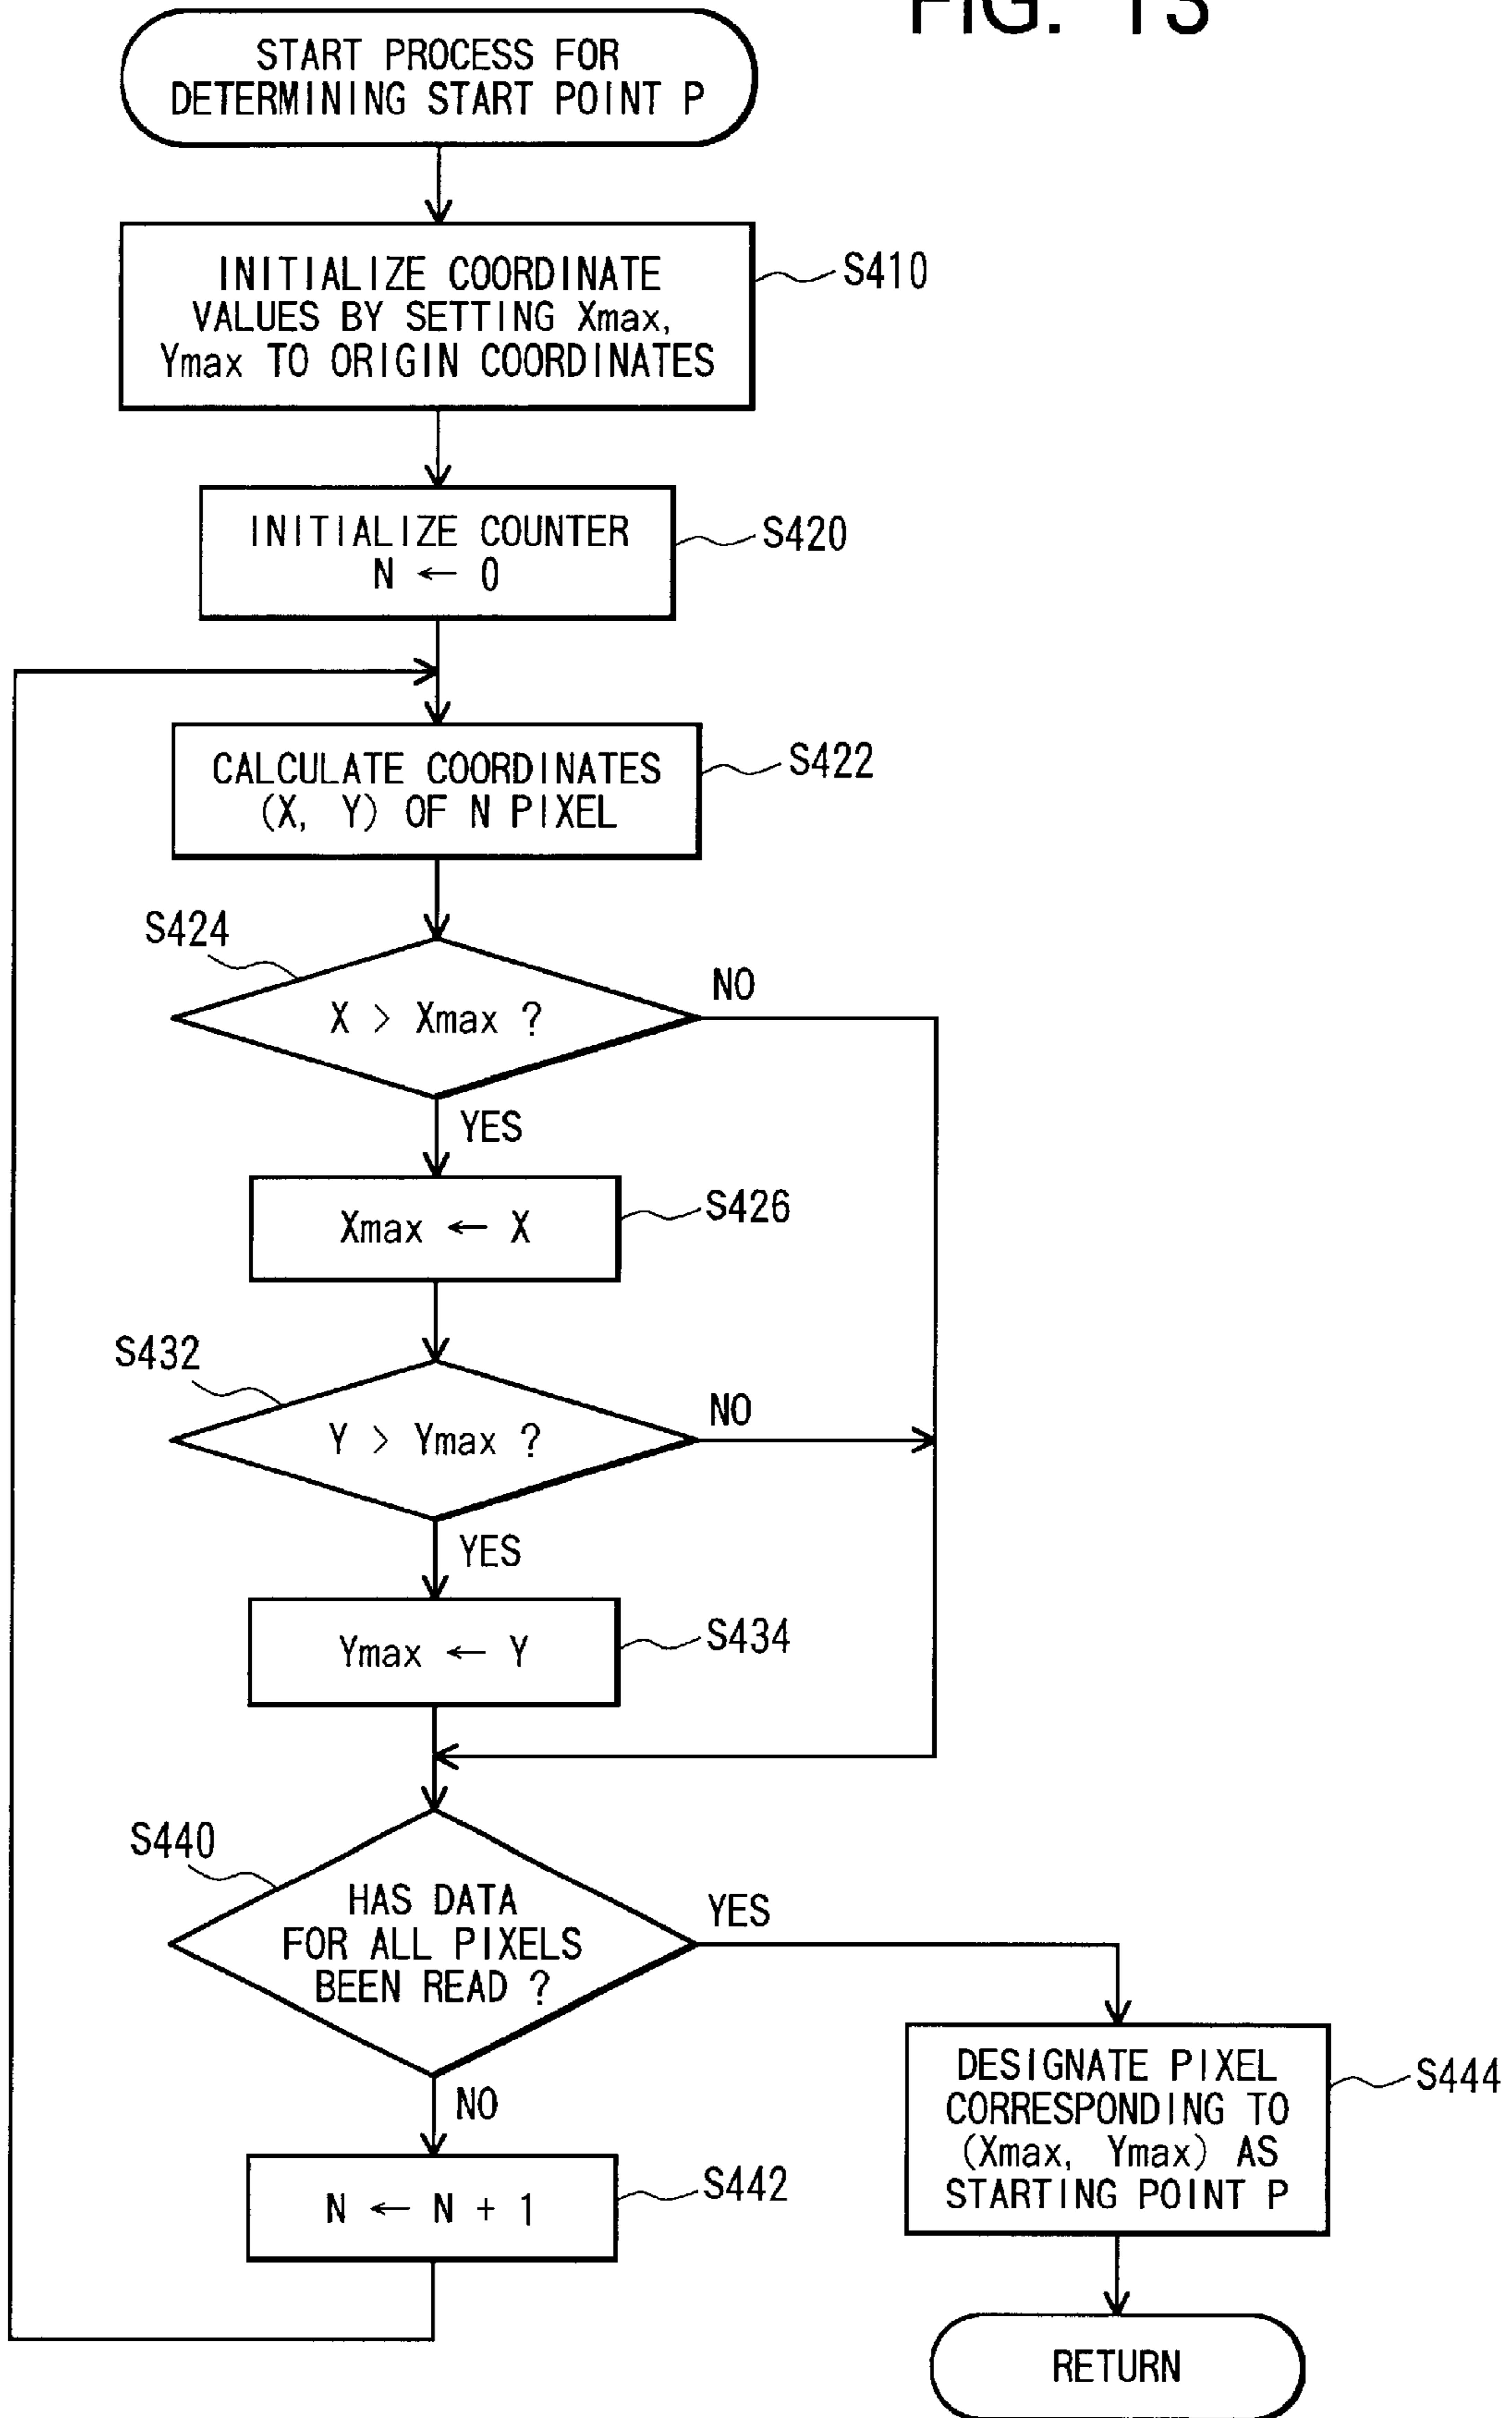 FIG. 13
START PROCESS FOR
DETERMINING START POINT P
INITIALIZE COORDINATE
VALUES BY SETTING Xmax,
Ymax TO ORIGIN COORDINATES
S410
INITIALIZE COUNTER
N ← 0
S420
CALCULATE COORDINATES
(X, Y) OF N PIXEL
S422
S424
X > Xmax ?
NO
YES
Xmax ← X
S426
S432
Y > Ymax ?
NO
YES
Ymax ← Y
S434
S440
HAS DATA
FOR ALL PIXELS
BEEN READ ?
YES
NO
N ← N + 1
S442
DESIGNATE PIXEL
CORRESPONDING TO
(Xmax, Ymax) AS
STARTING POINT P
S444
RETURN